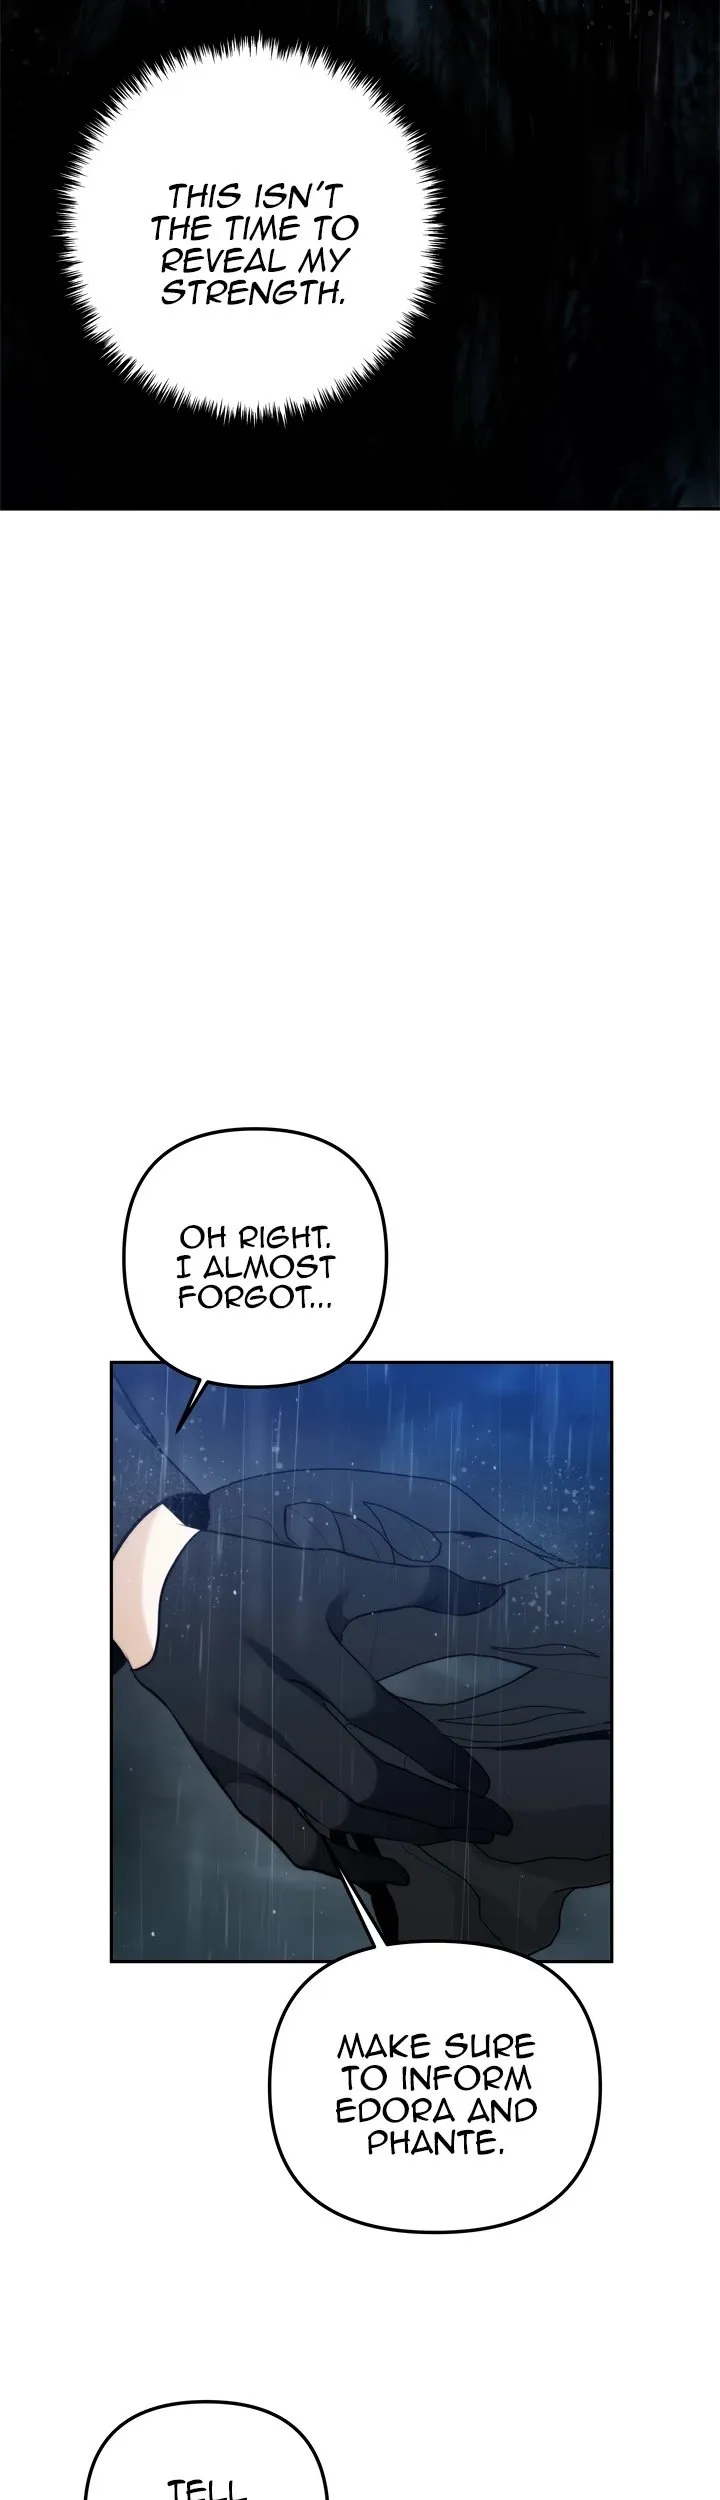 THIS ISN'T
THE TIME TO
REVEAL MY
STRENGTH.
OH RIGHT.
I ALMOST
FORGOT...
MAKE SURE
TO INFORM
EDORA AND
PHANTE.
TELL